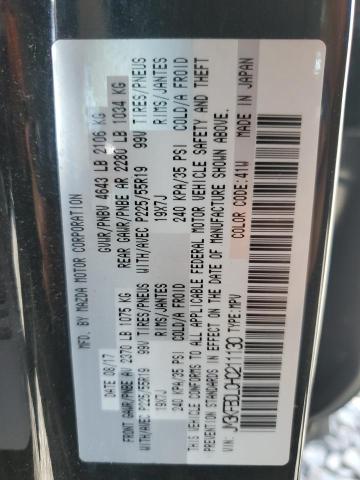 MFD. BY MAZDA MOTOR CORPORATION
DATE 08/17 GVWR/PNBV 4643 LB 2106 KG
FRONT GAWR/PNBE AV 2370 LB 1075 KG REAR GAWR/PNBE AR 2280 LB 1034 KG
WITH/AVEC P225/55R19 99V TIRES/PNEUS WITH/AVEC P225/55R19 99V TIRES/PNEUS
19X7J RIMS/JANTES 19X7J RIMS/JANTES
240 KPA/35 PSI COLD/A FROID 240 KPA/35 PSI COLD/A FROID
THIS VEHICLE CONFORMS TO ALL APPLICABLE FEDERAL MOTOR VEHICLE SAFETY AND THEFT
PREVENTION STANDARDS IN EFFECT ON THE DATE OF MANUFACTURE SHOWN ABOVE.
VIN: TYPE: MPV COLOR CODE: 41W MADE IN JAPAN